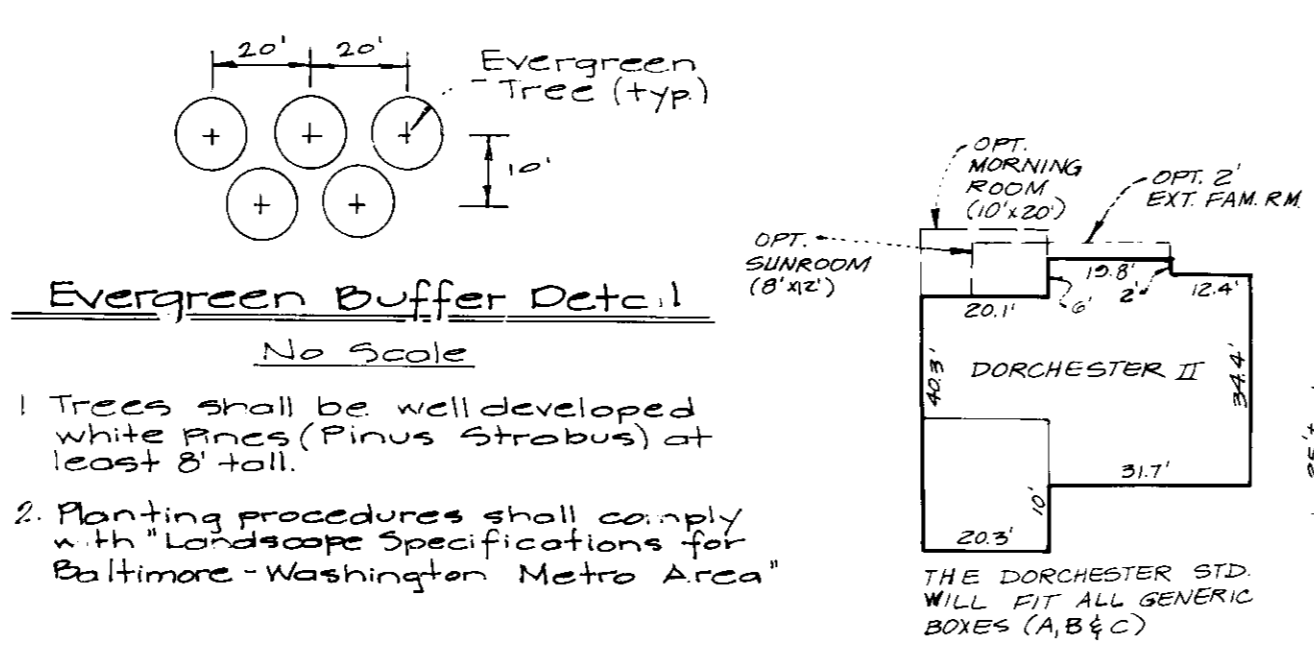 20' 20'
Evergreen
Tree (typ.)
10'
Evergreen Buffer Detail
No Scale
1 Trees shall be well developed
white Pines (Pinus Strobus) at
least 8' tall.
2. Planting procedures shall comply
with "Landscape Specifications for
Baltimore-Washington Metro Area"
OPT.
MORNING
ROOM
(10'x20')
OPT. 2'
EXT. FAM. RM.
OPT.
SUNROOM
(8'x12')
19.8'
2'
12.4'
20.1'
6'
40.3'
DORCHESTER II
34.4'
31.7'
10'
20.3'
THE DORCHESTER STD.
WILL FIT ALL GENERIC
BOXES (A, B & C)